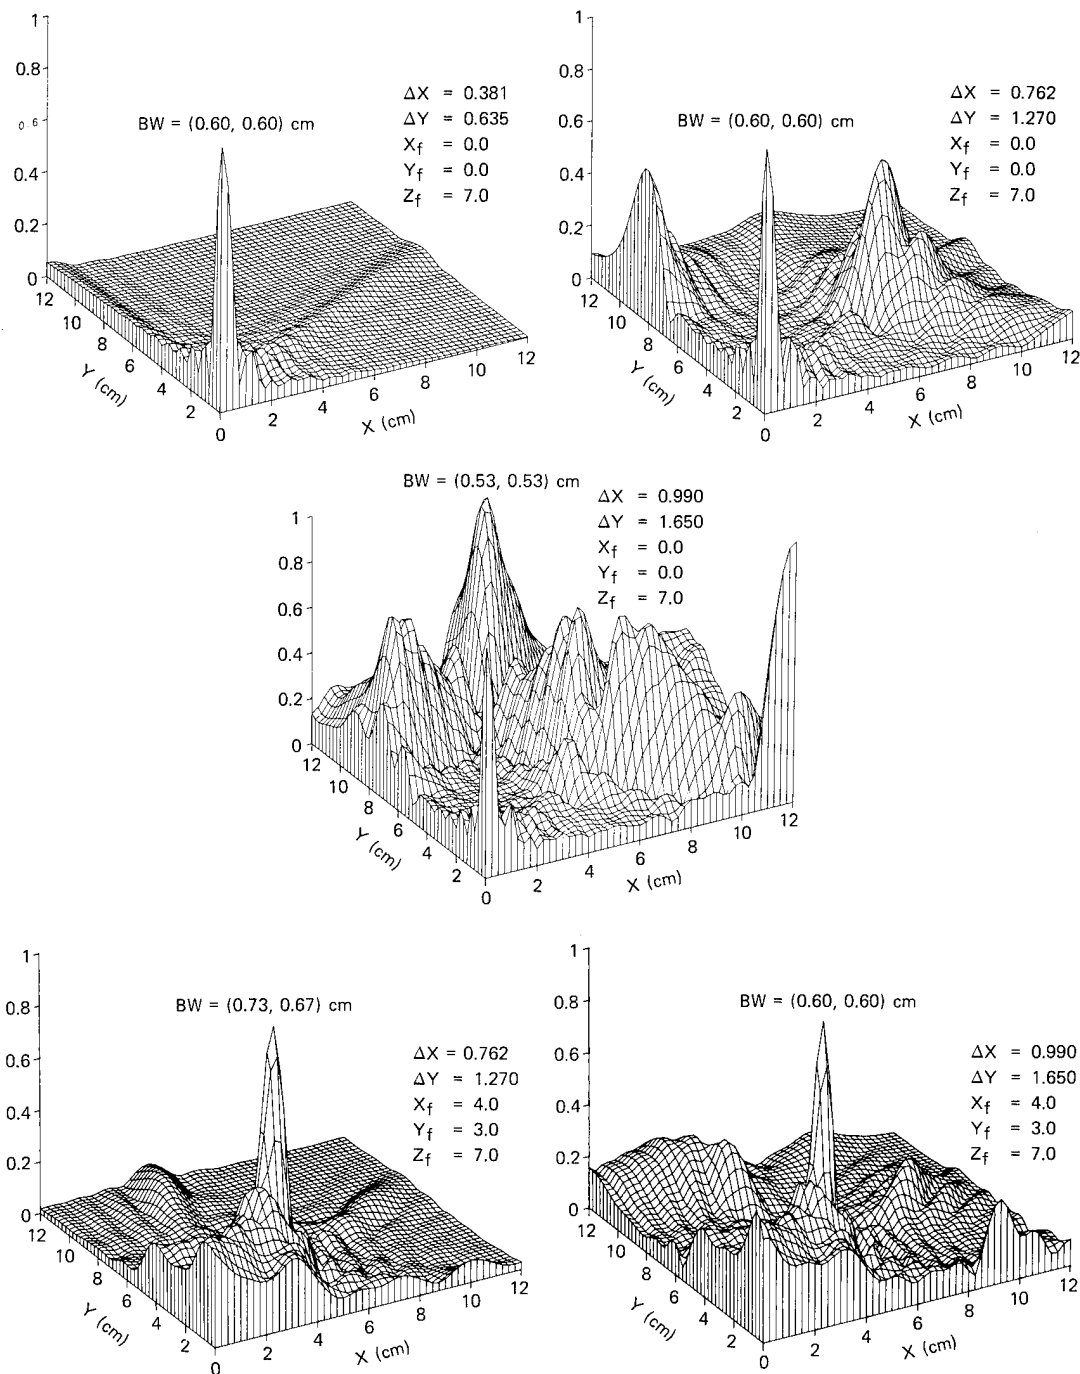 1
0.8
0.6
0.4
0.2
0
12
10
8
6
4
2
0
2
4
6
8
10
12
Y (cm)
X (cm)
BW = (0.60, 0.60) cm
ΔX = 0.381
ΔY = 0.635
Xf = 0.0
Yf = 0.0
Zf = 7.0
1
0.8
0.6
0.4
0.2
0
12
10
8
6
4
2
0
2
4
6
8
10
12
Y (cm)
X (cm)
BW = (0.60, 0.60) cm
ΔX = 0.762
ΔY = 1.270
Xf = 0.0
Yf = 0.0
Zf = 7.0
BW = (0.53, 0.53) cm
ΔX = 0.990
ΔY = 1.650
Xf = 0.0
Yf = 0.0
Zf = 7.0
1
0.8
0.6
0.4
0.2
0
12
10
8
6
4
2
0
2
4
6
8
10
12
Y (cm)
X (cm)
1
0.8
0.6
0.4
0.2
0
12
10
8
6
4
2
0
2
4
6
8
10
12
Y (cm)
X (cm)
BW = (0.73, 0.67) cm
ΔX = 0.762
ΔY = 1.270
Xf = 4.0
Yf = 3.0
Zf = 7.0
1
0.8
0.6
0.4
0.2
0
12
10
8
6
4
2
0
2
4
6
8
10
12
Y (cm)
X (cm)
BW = (0.60, 0.60) cm
ΔX = 0.990
ΔY = 1.650
Xf = 4.0
Yf = 3.0
Zf = 7.0